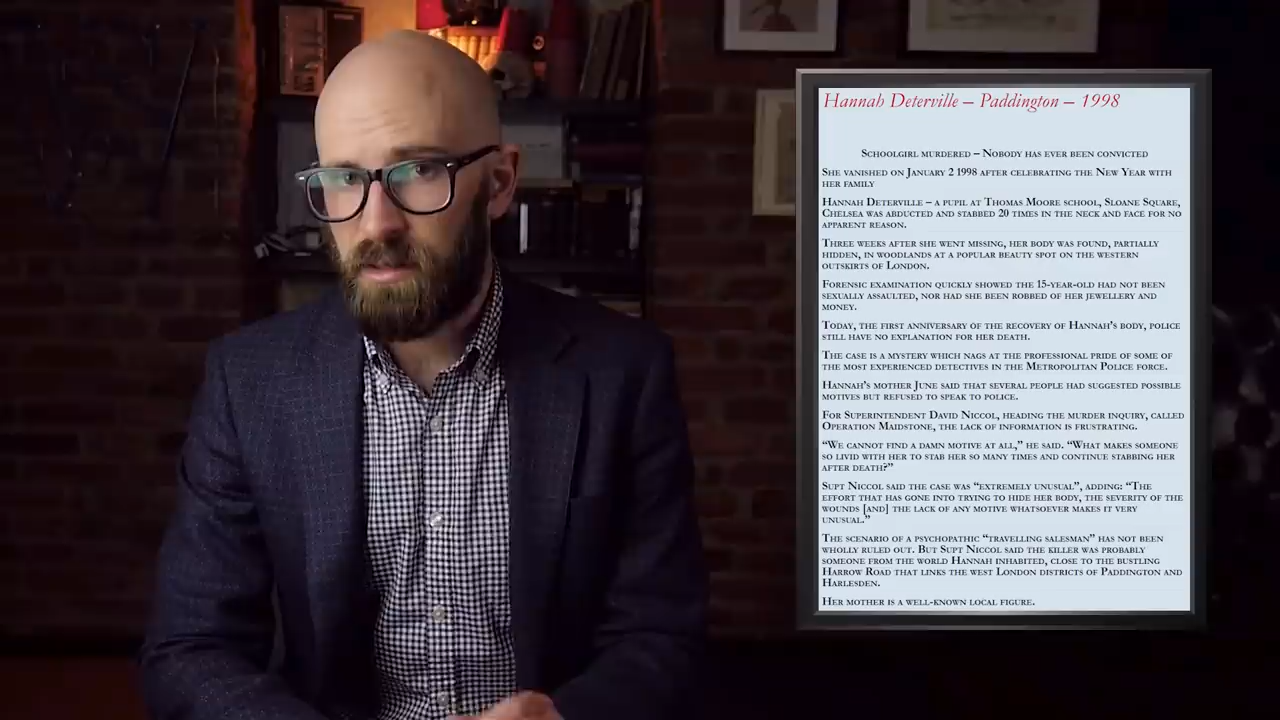 Hannah Deterville – Paddington – 1998
Schoolgirl murdered – Nobody has ever been convicted
She vanished on January 2 1998 after celebrating the New Year with
her family
Hannah Deterville – a pupil at Thomas Moore school, Sloane Square,
Chelsea was abducted and stabbed 20 times in the neck and face for no
apparent reason.
Three weeks after she went missing, her body was found, partially
hidden, in woodlands at a popular beauty spot on the western
outskirts of London.
Forensic examination quickly showed the 15-year-old had not been
sexually assaulted, nor had she been robbed of her jewellery and
money.
Today, the first anniversary of the recovery of Hannah's body, police
still have no explanation for her death.
The case is a mystery which nags at the professional pride of some of
the most experienced detectives in the Metropolitan Police force.
Hannah's mother June said that several people had suggested possible
motives but refused to speak to police.
For Superintendent David Niccol, heading the murder inquiry, called
Operation Maidstone, the lack of information is frustrating.
“We cannot find a damn motive at all,” he said. “What makes someone
so livid with her to stab her so many times and continue stabbing her
after death?”
Supt Niccol said the case was “extremely unusual”, adding: “The
effort that has gone into trying to hide her body, the severity of the
wounds [and] the lack of any motive whatsoever makes it very
unusual.”
The scenario of a psychopathic “travelling salesman” has not been
wholly ruled out. But Supt Niccol said the killer was probably
someone from the world Hannah inhabited, close to the bustling
Harrow Road that links the west London districts of Paddington and
Harlesden.
Her mother is a well-known local figure.